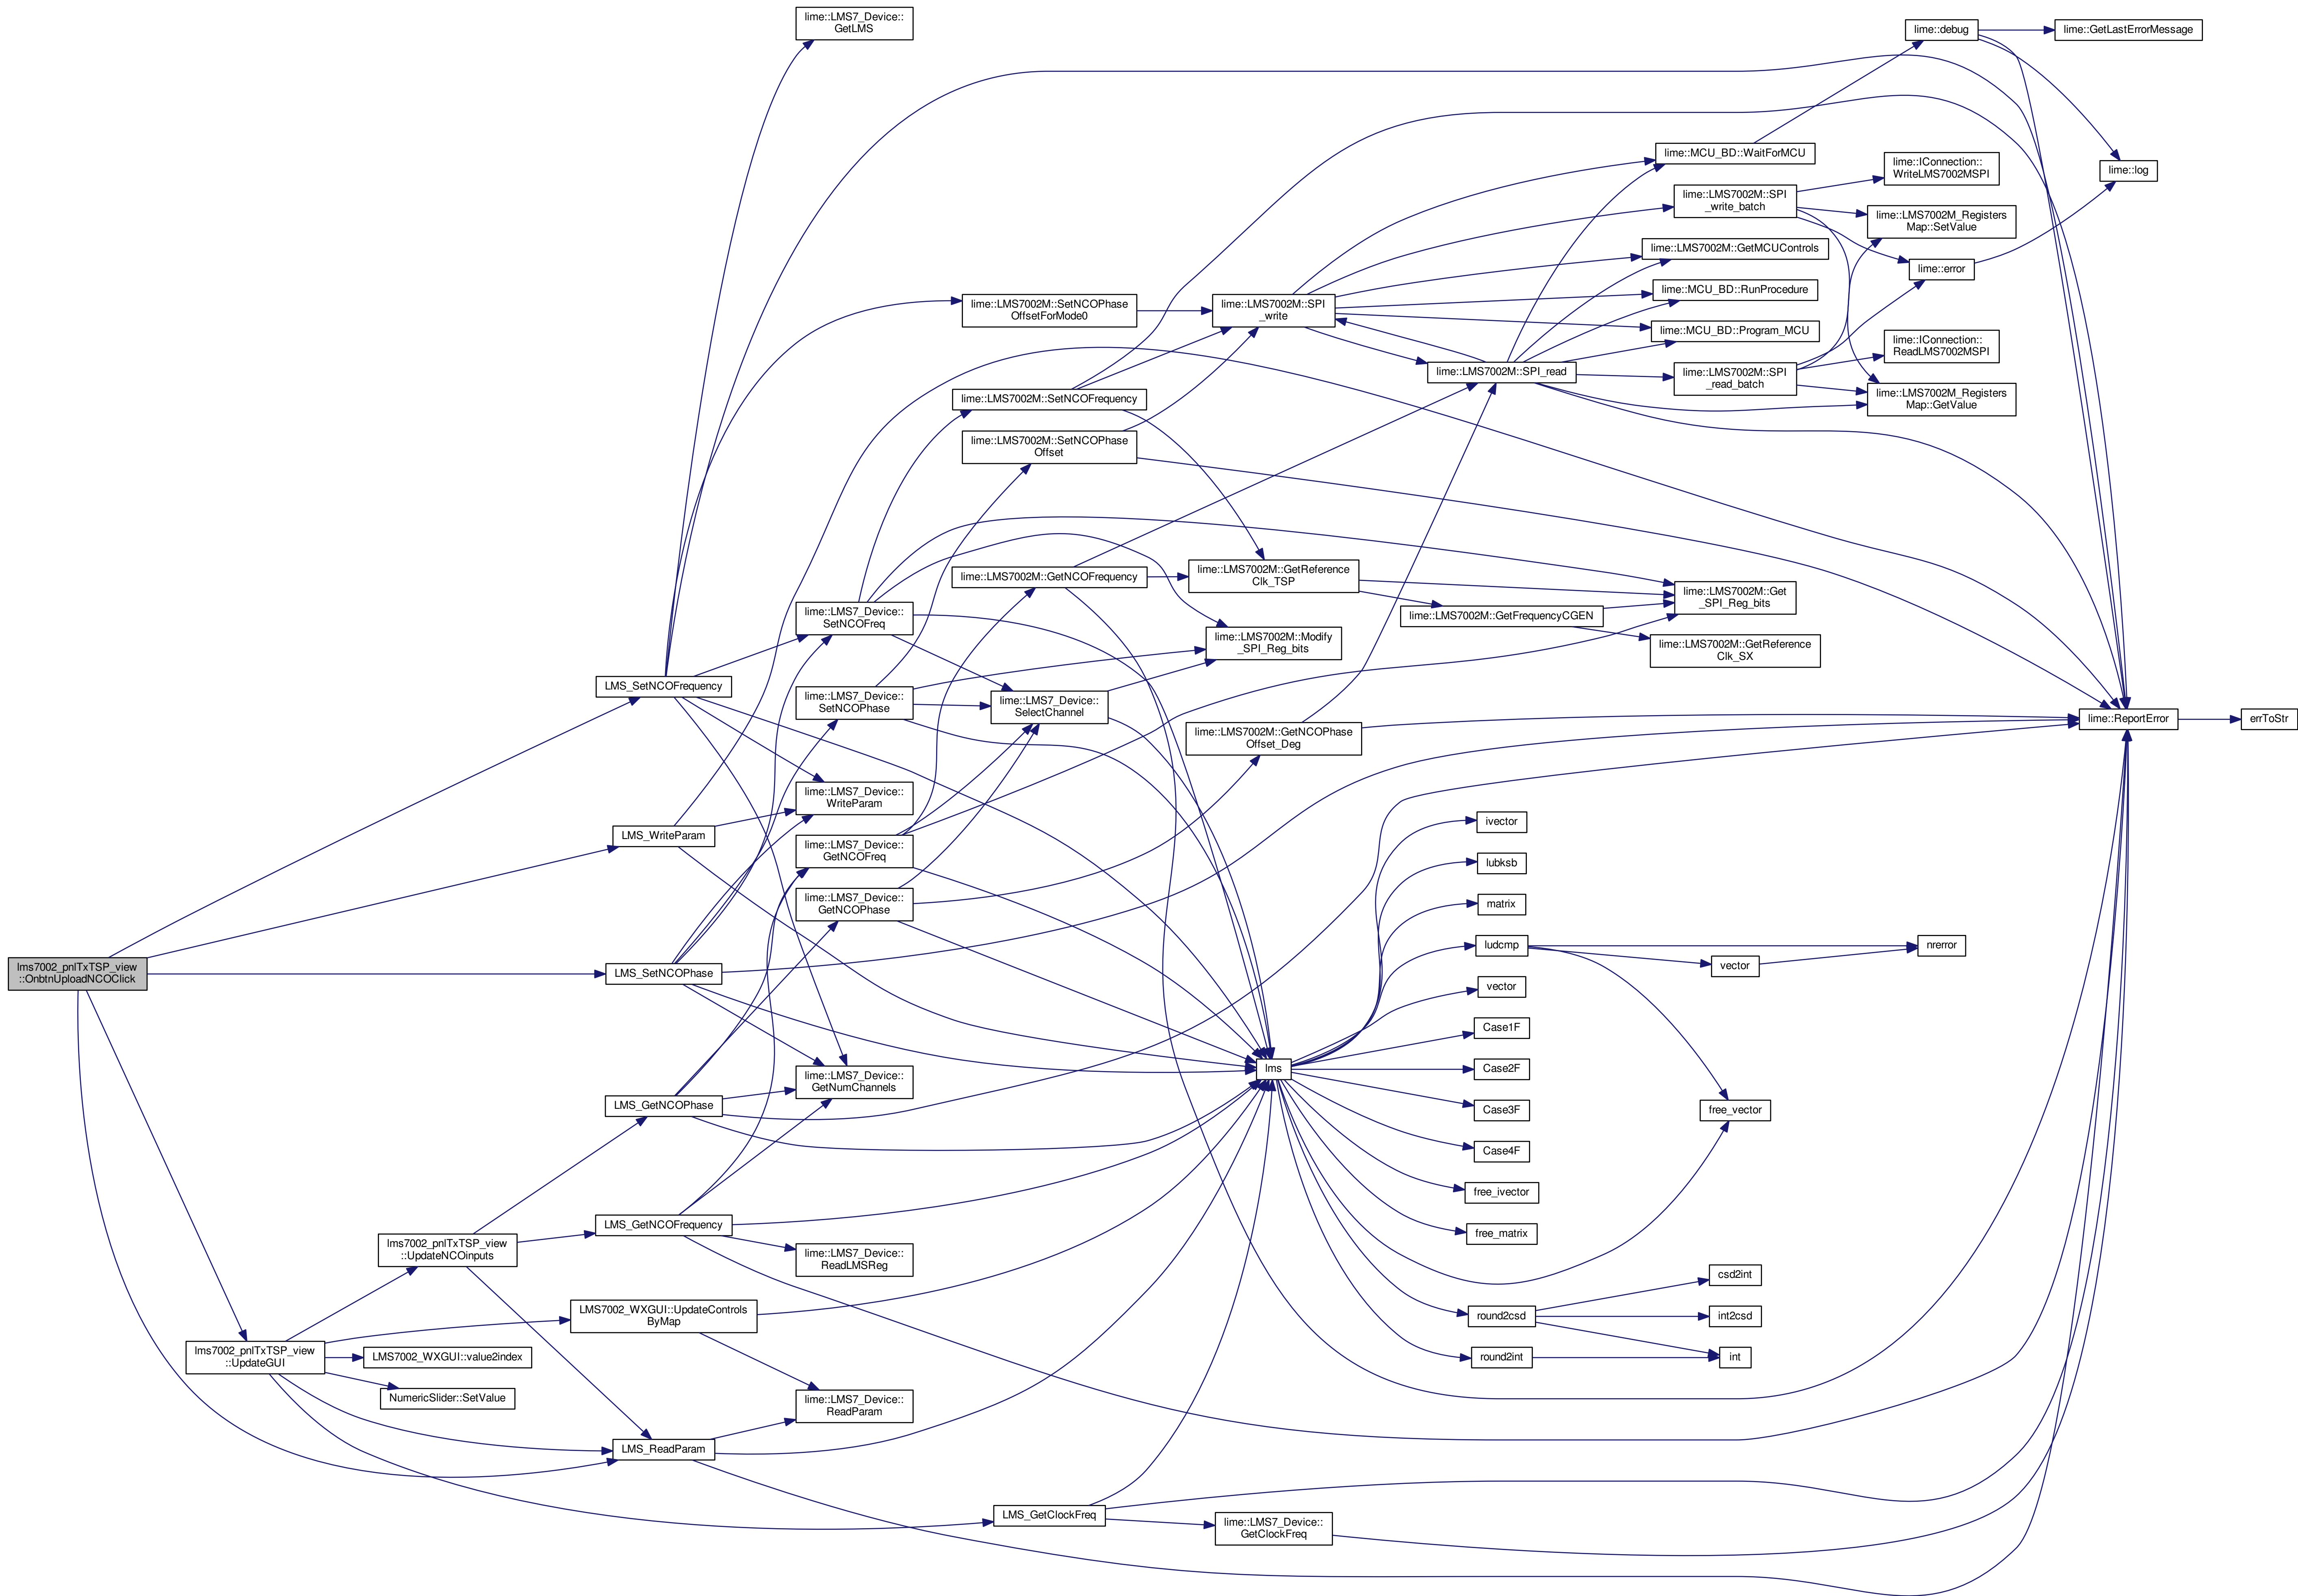 lime::LMS7_Device::
GetLMS
lime::debug
lime::GetLastErrorMessage
lime::MCU_BD::WaitForMCU
lime::IConnection::
WriteLMS7002MSPI
lime::log
lime::LMS7002M::SPI
_write_batch
lime::LMS7002M_Registers
Map::SetValue
lime::LMS7002M::GetMCUControls
lime::error
lime::MCU_BD::RunProcedure
lime::LMS7002M::SetNCOPhase
OffsetForMode0
lime::LMS7002M::SPI
_write
lime::MCU_BD::Program_MCU
lime::IConnection::
ReadLMS7002MSPI
lime::LMS7002M::SPI_read
lime::LMS7002M::SPI
_read_batch
lime::LMS7002M_Registers
Map::GetValue
lime::LMS7002M::SetNCOFrequency
lime::LMS7002M::SetNCOPhase
Offset
lime::LMS7002M::GetNCOFrequency
lime::LMS7002M::GetReference
Clk_TSP
lime::LMS7002M::Get
_SPI_Reg_bits
lime::LMS7002M::GetFrequencyCGEN
lime::LMS7_Device::
SetNCOFreq
lime::LMS7002M::Modify
_SPI_Reg_bits
lime::LMS7002M::GetReference
Clk_SX
LMS_SetNCOFrequency
lime::LMS7_Device::
SetNCOPhase
lime::LMS7_Device::
SelectChannel
lime::LMS7002M::GetNCOPhase
Offset_Deg
lime::ReportError
errToStr
lime::LMS7_Device::
WriteParam
LMS_WriteParam
lime::LMS7_Device::
GetNCOFreq
lime::LMS7_Device::
GetNCOPhase
ivector
lubksb
matrix
ludcmp
nrerror
vector
lms7002_pnlTxTSP_view
::OnbtnUploadNCOClick
LMS_SetNCOPhase
vector
Case1F
lime::LMS7_Device::
GetNumChannels
lms
Case2F
LMS_GetNCOPhase
Case3F
free_vector
Case4F
free_ivector
LMS_GetNCOFrequency
free_matrix
lms7002_pnlTxTSP_view
::UpdateNCOinputs
lime::LMS7_Device::
ReadLMSReg
csd2int
LMS7002_WXGUI::UpdateControls
ByMap
round2csd
int2csd
lms7002_pnlTxTSP_view
::UpdateGUI
LMS7002_WXGUI::value2index
round2int
int
NumericSlider::SetValue
lime::LMS7_Device::
ReadParam
LMS_ReadParam
LMS_GetClockFreq
lime::LMS7_Device::
GetClockFreq